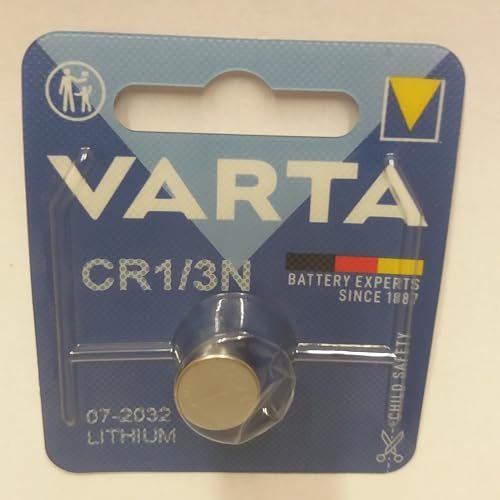 VARTA
CR1/3N
BATTERY EXPERTS
SINCE 1887
CHILD SAFETY
07-2032
LITHIUM